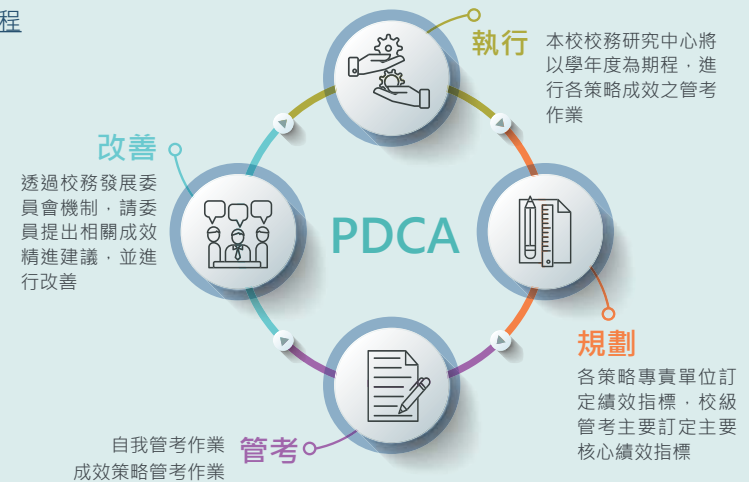 程
執行
本校校務研究中心將
以學年度為期程，進
行各策略成效之管考
作業
改善
透過校務發展委
員會機制，請委
員提出相關成效
精進建議，並進
行改善
PDCA
規劃
各策略專責單位訂
定績效指標，校級
管考主要訂定主要
核心績效指標
管考
自我管考作業
成效策略管考作業